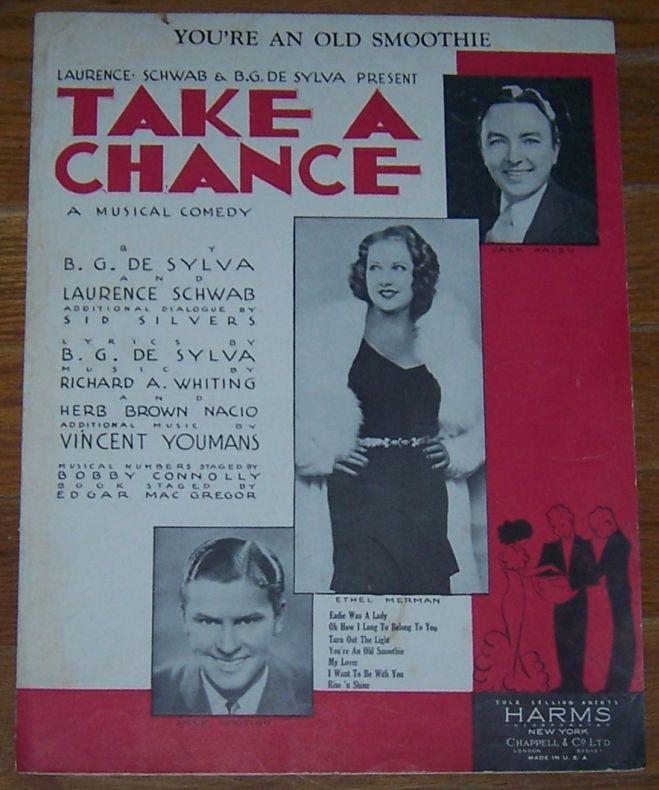 YOU'RE AN OLD SMOOTHIE
LAURENCE SCHWAB & B.G. DE SYLVA PRESENT
TAKE A
CHANCE
A MUSICAL COMEDY
BY
B. G. DE SYLVA
AND
LAURENCE SCHWAB
ADDITIONAL DIALOGUE BY
SID SILVERS
LYRICS BY
B. G. DE SYLVA
MUSIC BY
RICHARD A. WHITING
AND
HERB BROWN NACIO
ADDITIONAL MUSIC BY
VINCENT YOUMANS
MUSICAL NUMBERS STAGED BY
BOBBY CONNOLLY
BOOK STAGED BY
EDGAR MAC GREGOR
JACK HALEY
ETHEL MERMAN
Eadie Was A Lady
Oh How I Long To Belong To You
Turn Out The Light
You're An Old Smoothie
My Lover
I Want To Be With You
Rise 'n Shine
JACK WHITING
SOLE SELLING AGENTS
HARMS
INCORPORATED
NEW YORK
CHAPPELL & CO. LTD
LONDON SYDNEY
MADE IN U. S. A.